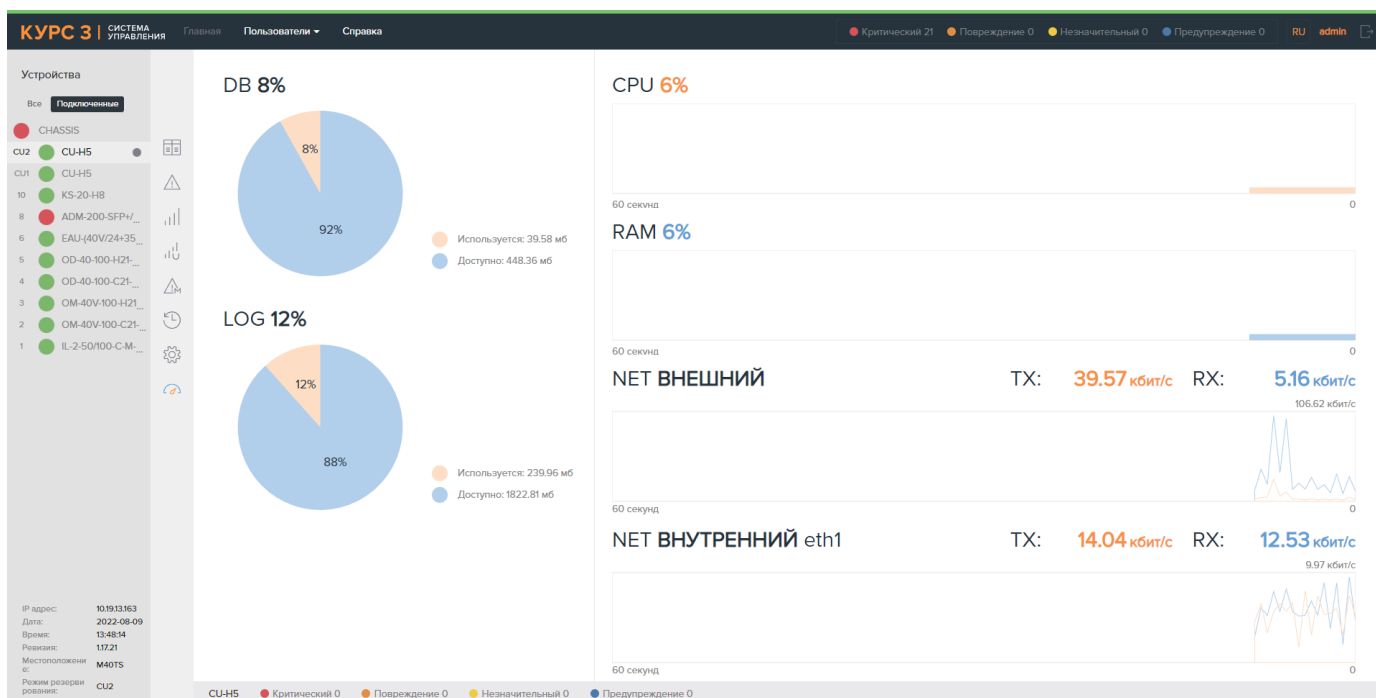 КУРС 3 | СИСТЕМА УПРАВЛЕНИЯ
Главная Пользователи Справка
Критический 21 Повреждение 0 Незначительный 0 Предупреждение 0 RU admin
Устройства
Все Подключенные
CHASSIS
CU2 CU-H5
CU1 CU-H5
10 KS-20-H8
8 ADM-200-SFP+/...
6 EAU-(40V/24+35...
5 OD-40-100-H21-...
4 OD-40-100-C21-...
3 OM-40V-100-H21...
2 OM-40V-100-C21-...
1 IL-2-50/100-C-M-...
IP адрес: 10.19.13.163
Дата: 2022-08-09
Время: 13:48:14
Ревизия: 1.17.21
Местоположени
е: M40TS
Режим резерви
рования: CU2
DB 8%
8%
92%
Используется: 39.58 мб
Доступно: 448.36 мб
LOG 12%
12%
88%
Используется: 239.96 мб
Доступно: 1822.81 мб
CPU 6%
60 секунд 0
RAM 6%
60 секунд 0
NET ВНЕШНИЙ TX: 39.57 кбит/с RX: 5.16 кбит/с
106.62 кбит/с
60 секунд 0
NET ВНУТРЕННИЙ eth1 TX: 14.04 кбит/с RX: 12.53 кбит/с
9.97 кбит/с
60 секунд 0
CU-H5 Критический 0 Повреждение 0 Незначительный 0 Предупреждение 0